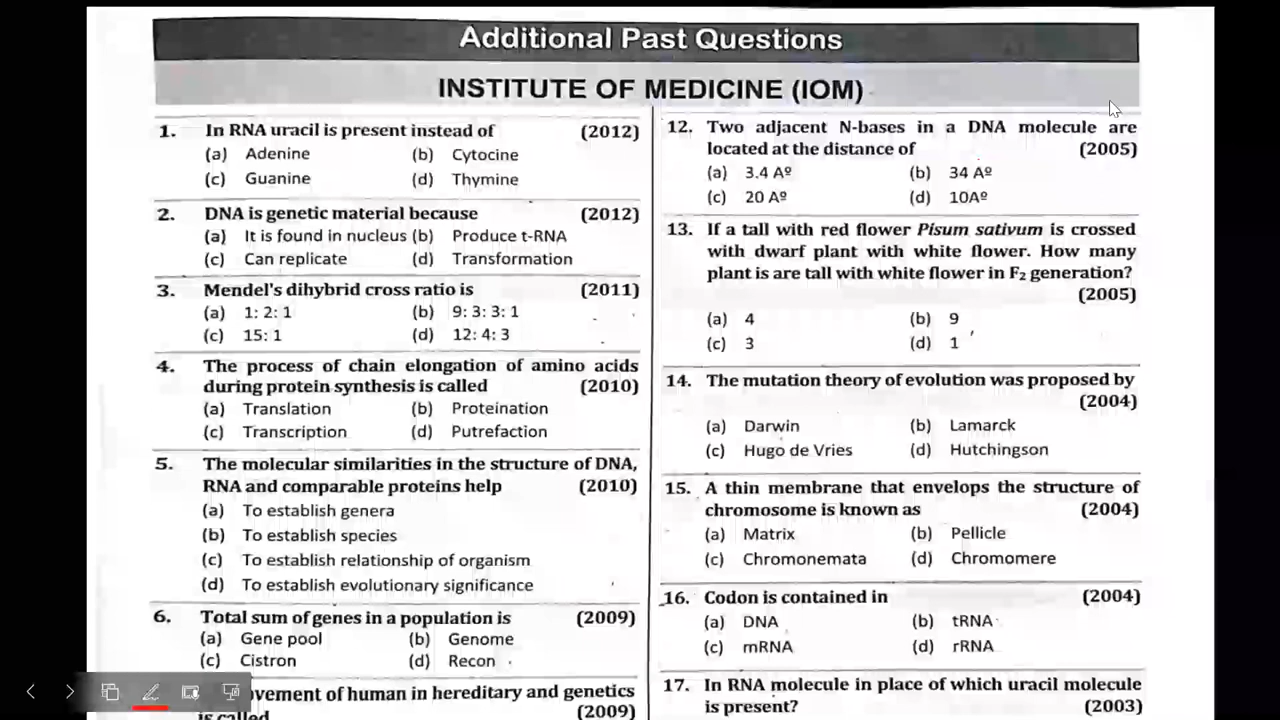 Additional Past Questions
INSTITUTE OF MEDICINE (IOM)
1. In RNA uracil is present instead of (2012)
(a) Adenine (b) Cytocine
(c) Guanine (d) Thymine
2. DNA is genetic material because (2012)
(a) It is found in nucleus (b) Produce t-RNA
(c) Can replicate (d) Transformation
3. Mendel's dihybrid cross ratio is (2011)
(a) 1: 2: 1 (b) 9: 3: 3: 1
(c) 15: 1 (d) 12: 4: 3
4. The process of chain elongation of amino acids
during protein synthesis is called (2010)
(a) Translation (b) Proteination
(c) Transcription (d) Putrefaction
5. The molecular similarities in the structure of DNA,
RNA and comparable proteins help (2010)
(a) To establish genera
(b) To establish species
(c) To establish relationship of organism
(d) To establish evolutionary significance
6. Total sum of genes in a population is (2009)
(a) Gene pool (b) Genome
(c) Cistron (d) Recon
ovement of human in hereditary and genetics
is called (2009)
12. Two adjacent N-bases in a DNA molecule are
located at the distance of (2005)
(a) 3.4 Aº (b) 34 Aº
(c) 20 Aº (d) 10Aº
13. If a tall with red flower Pisum sativum is crossed
with dwarf plant with white flower. How many
plant is are tall with white flower in F₂ generation?
(2005)
(a) 4 (b) 9
(c) 3 (d) 1
14. The mutation theory of evolution was proposed by
(2004)
(a) Darwin (b) Lamarck
(c) Hugo de Vries (d) Hutchingson
15. A thin membrane that envelops the structure of
chromosome is known as (2004)
(a) Matrix (b) Pellicle
(c) Chromonemata (d) Chromomere
16. Codon is contained in (2004)
(a) DNA (b) tRNA
(c) mRNA (d) rRNA
17. In RNA molecule in place of which uracil molecule
is present? (2003)